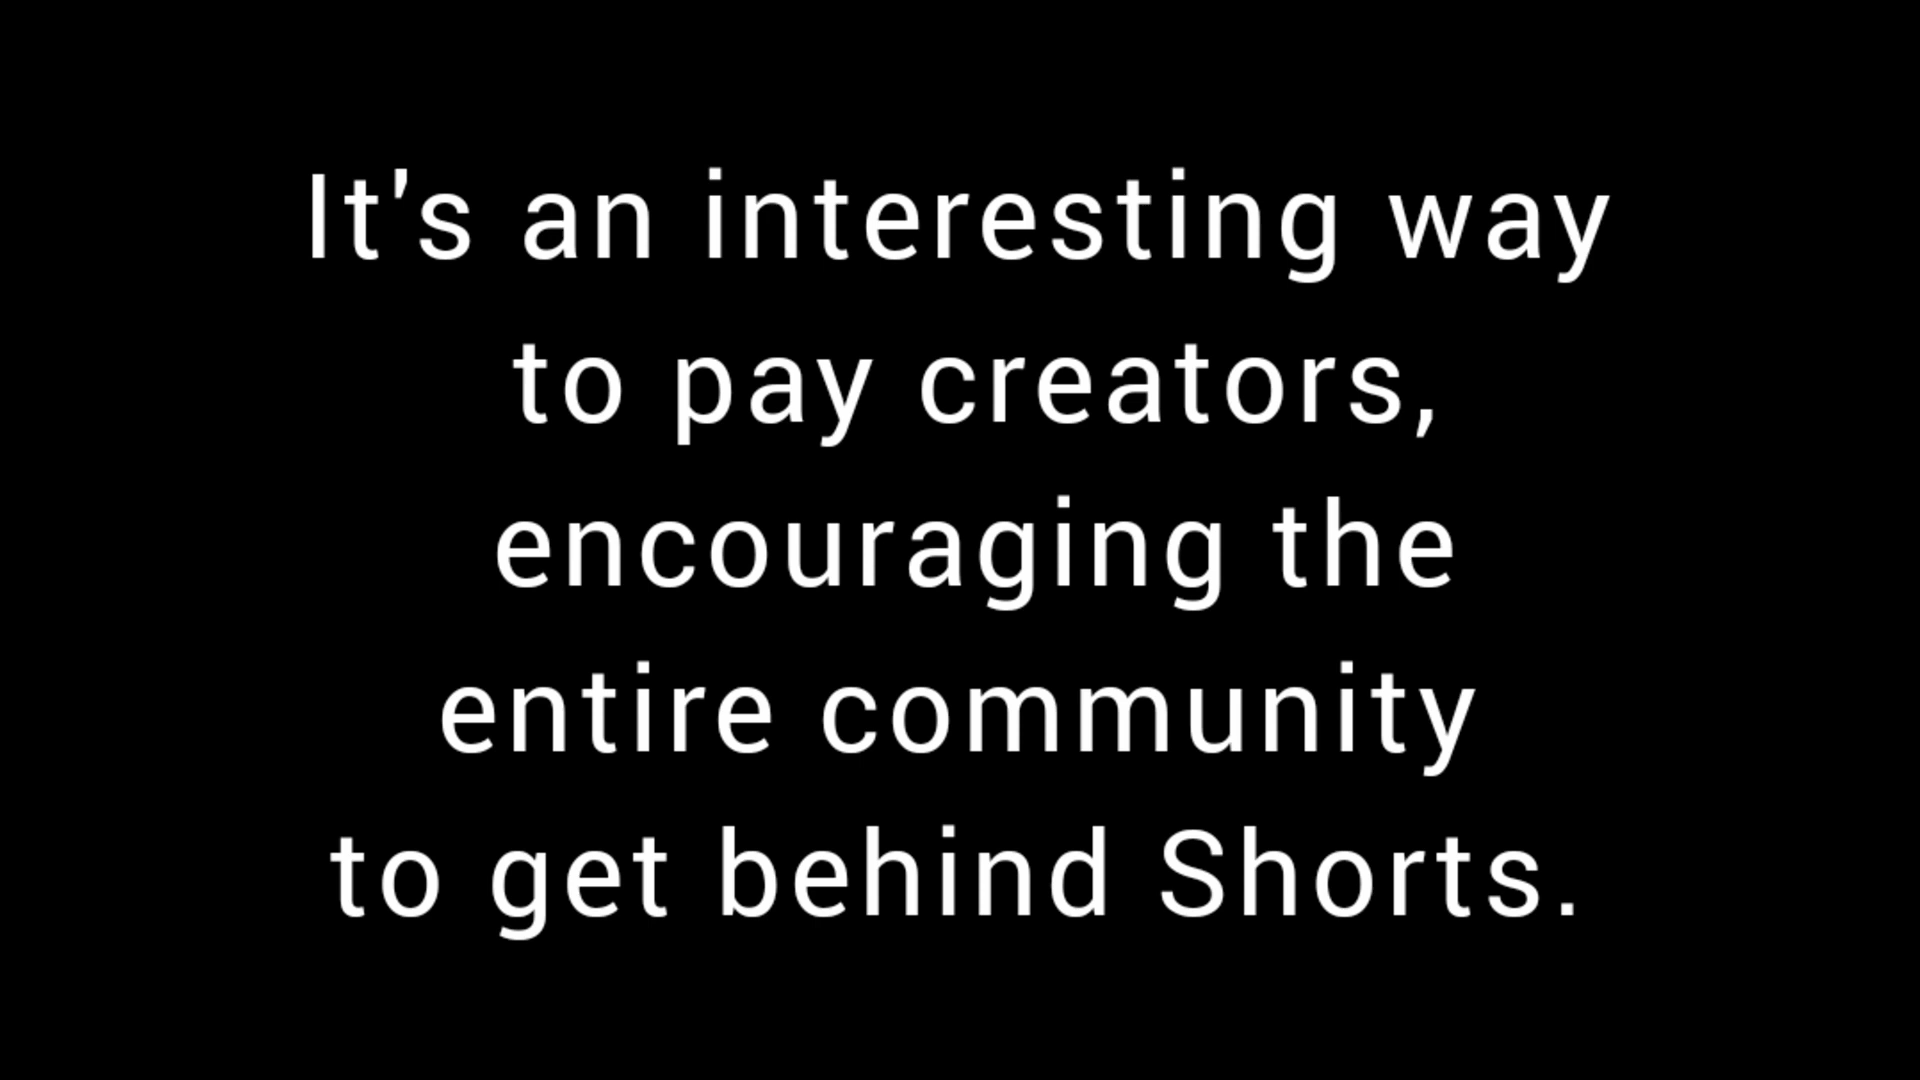 It's an interesting way
to pay creators,
encouraging the
entire community
to get behind Shorts.